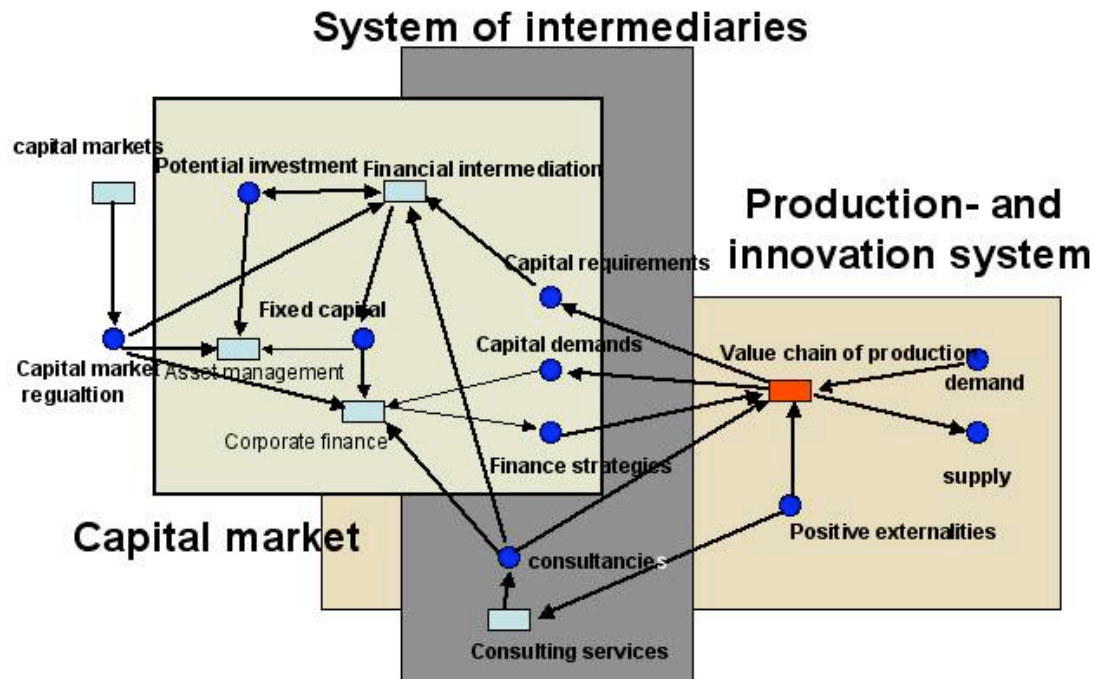 System of intermediaries
capital markets
Potential investment
Financial intermediation
Production- and
innovation system
Capital requirements
Fixed capital
Capital demands
Value chain of production
Capital market
regualtion
Asset management
demand
Corporate finance
Finance strategies
supply
Capital market
Positive externalities
consultancies
Consulting services